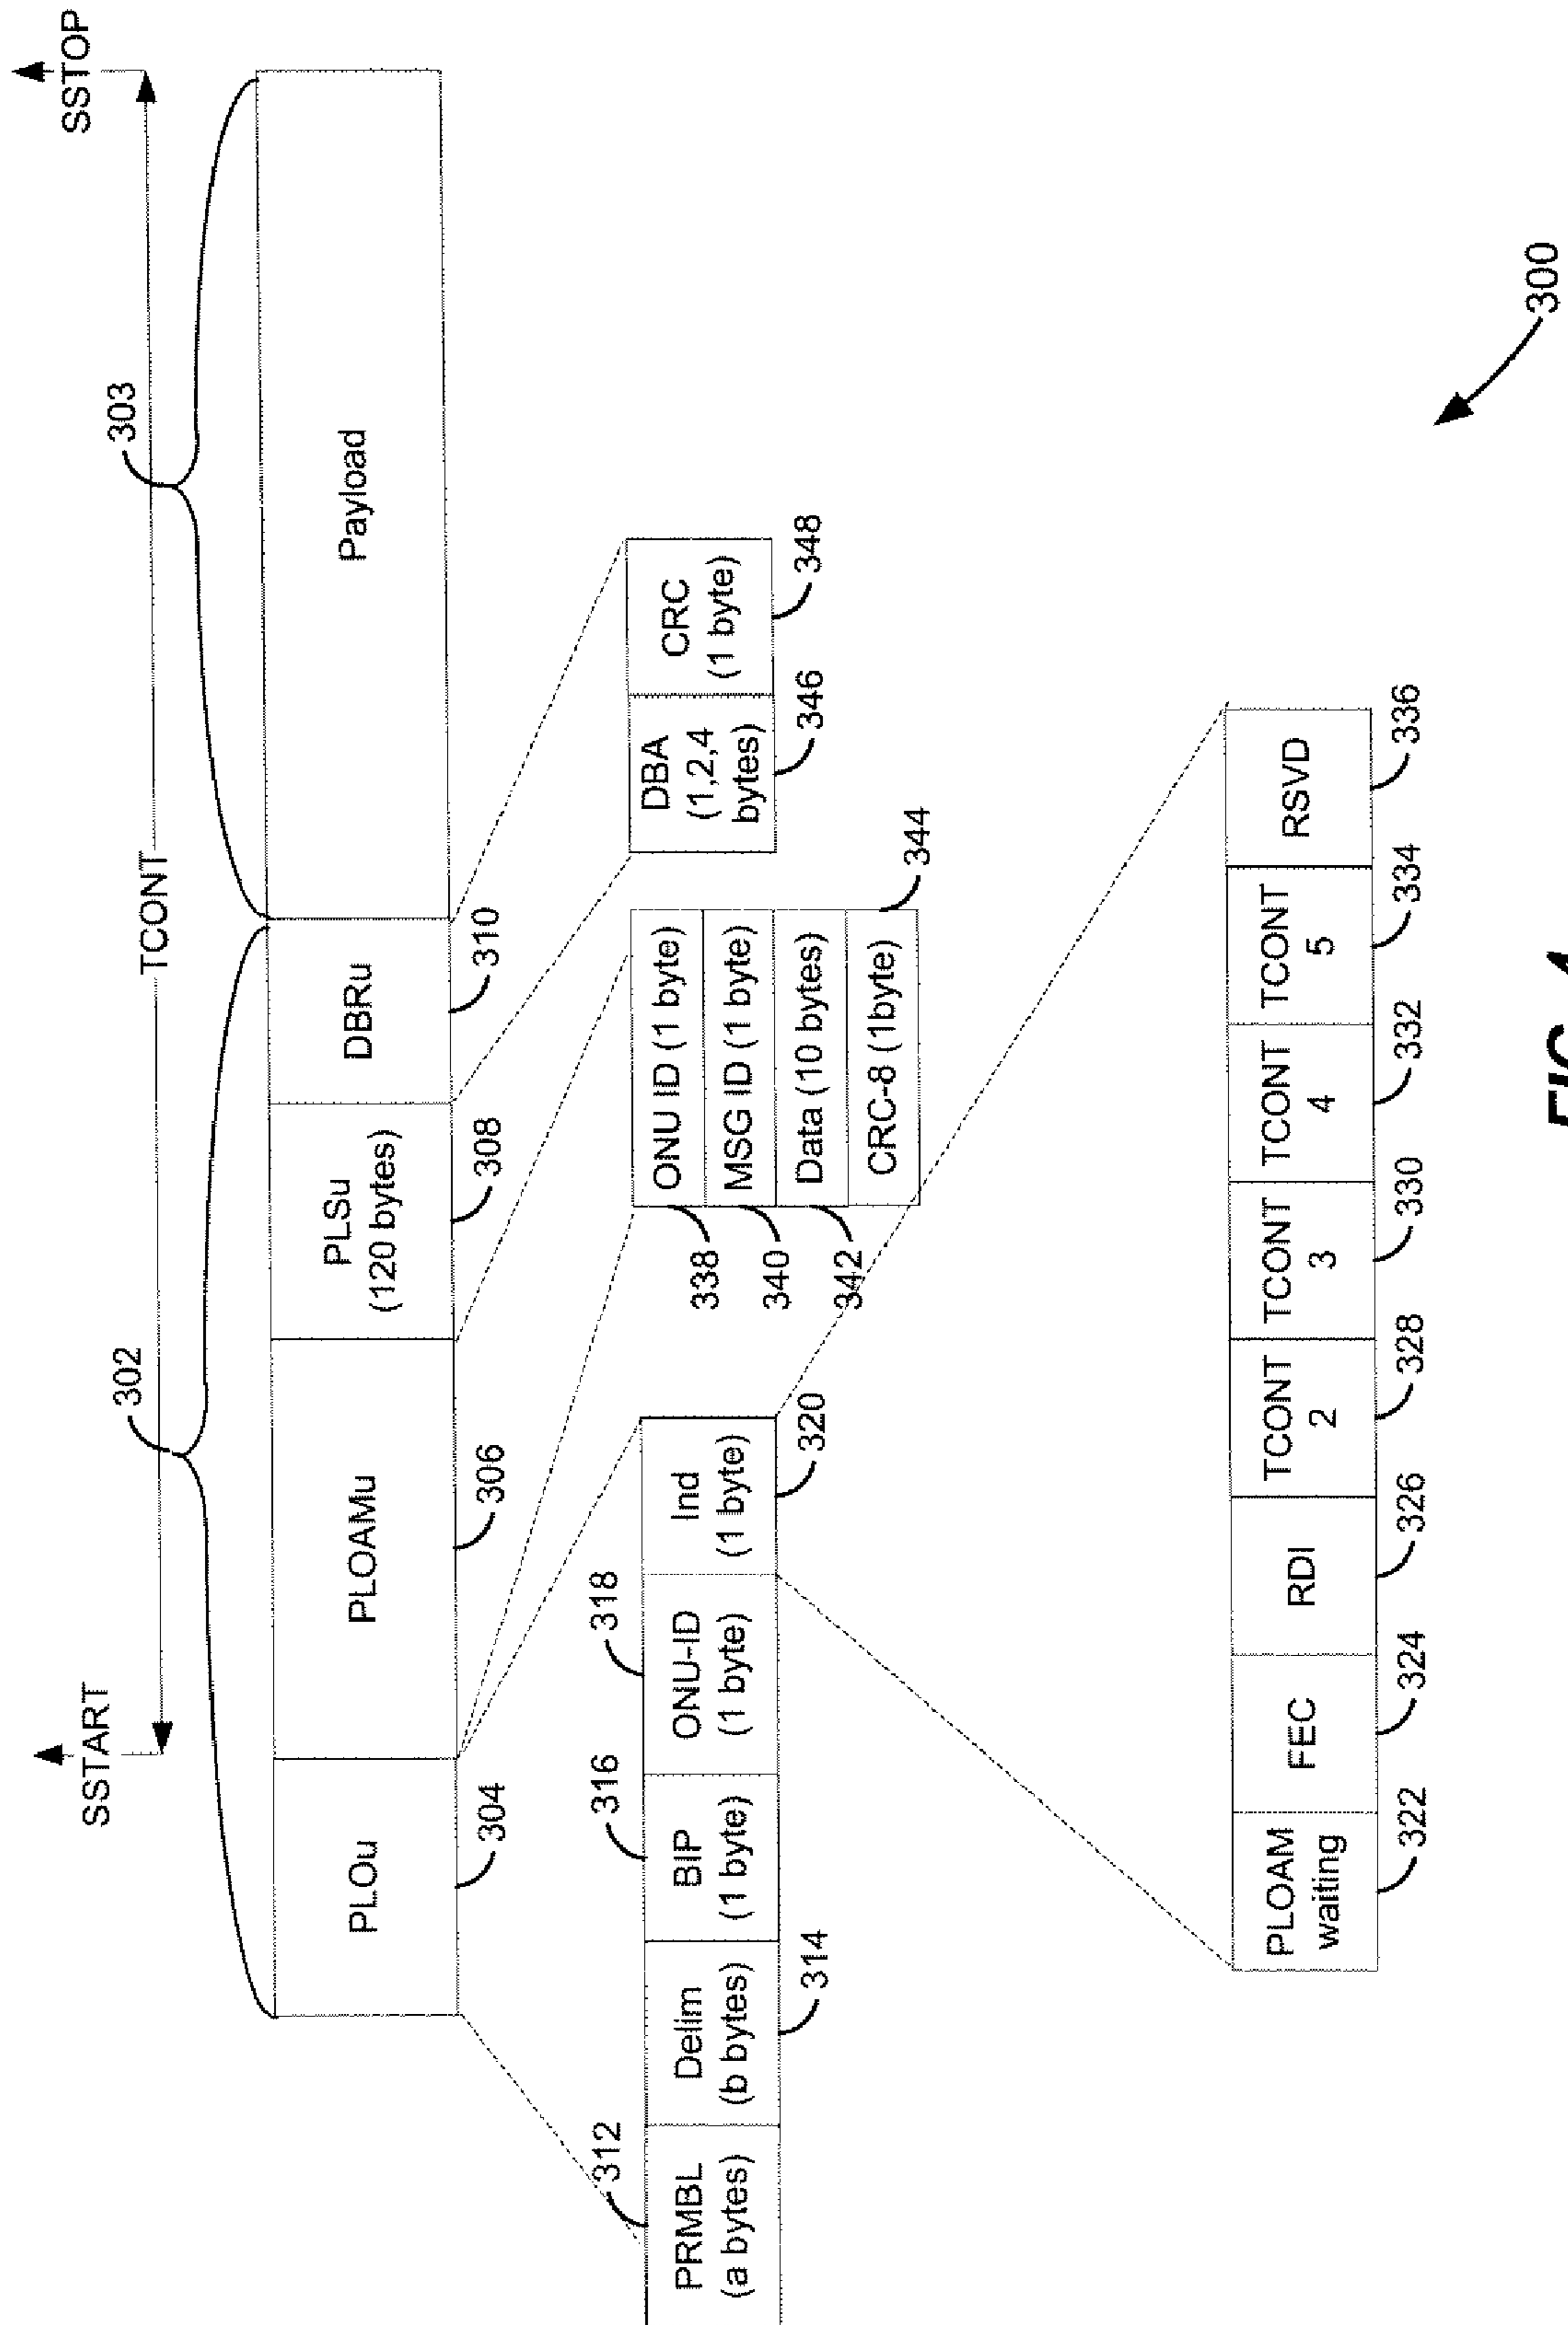 SSTART
SSTOP
TCONT
302
303
PLOu
PLOAMu
PLSu
(120 bytes)
DBRu
Payload
304
306
308
310
312
316
318
PRMBL
(a bytes)
Delim
(b bytes)
BIP
(1 byte)
ONU-ID
(1 byte)
Ind
(1 byte)
314
320
338
340
342
ONU ID (1 byte)
MSG ID (1 byte)
Data (10 bytes)
CRC-8 (1byte)
344
DBA
(1,2,4
bytes)
CRC
(1 byte)
346
348
PLOAM
waiting
FEC
RDI
TCONT
2
TCONT
3
TCONT
4
TCONT
5
RSVD
322
324
326
328
330
332
334
336
300